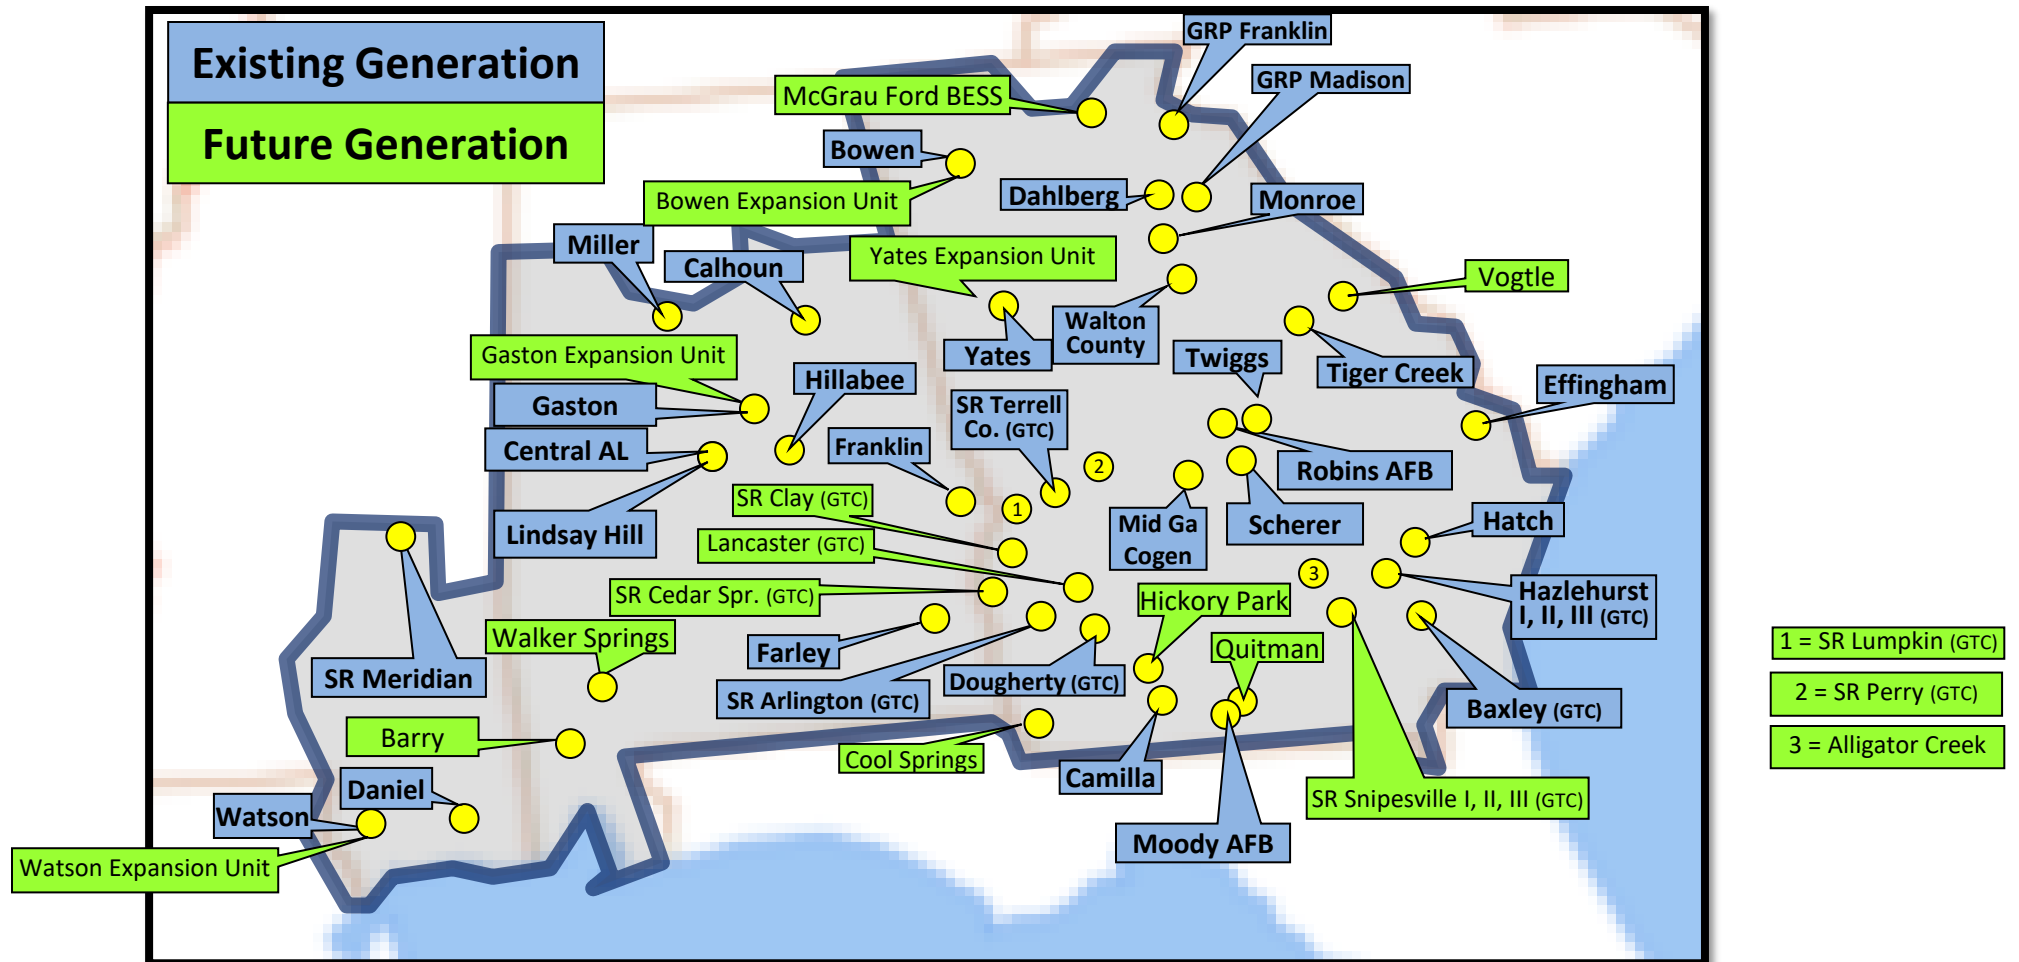 Existing Generation
Future Generation
GRP Franklin
GRP Madison
McGrau Ford BESS
Bowen
Bowen Expansion Unit
Dahlberg
Monroe
Miller
Calhoun
Yates Expansion Unit
Vogtle
Walton
County
Yates
Gaston Expansion Unit
Twiggs
Tiger Creek
Effingham
Hillabee
Gaston
SR Terrell
Co. (GTC)
Central AL
Franklin
2
Robins AFB
SR Clay (GTC)
1
Lindsay Hill
Mid Ga
Cogen
Scherer
Hatch
Lancaster (GTC)
3
SR Cedar Spr. (GTC)
Hickory Park
Hazlehurst
I, II, III (GTC)
Walker Springs
Farley
Quitman
1 = SR Lumpkin (GTC)
SR Meridian
SR Arlington (GTC)
Dougherty (GTC)
2 = SR Perry (GTC)
Baxley (GTC)
Barry
3 = Alligator Creek
Cool Springs
Camilla
Daniel
SR Snipesville I, II, III (GTC)
Watson
Moody AFB
Watson Expansion Unit